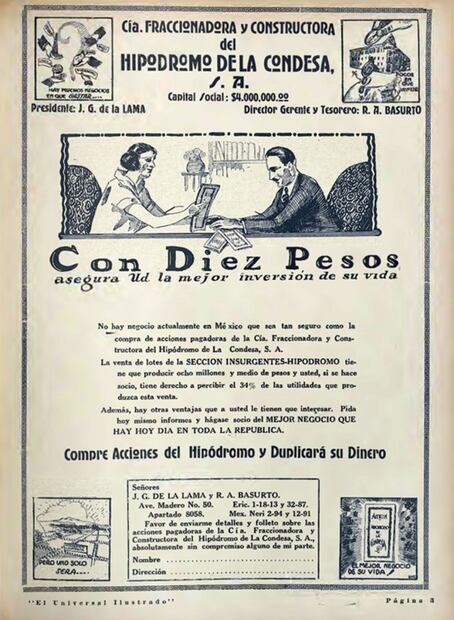 Cía. FRACCIONADORA y CONSTRUCTORA
del
HIPODROMO DE LA CONDESA,
S. A.
Capital Social: $4.000,000.00
HAY MUCHOS NEGOCIOS
EN QUE GASTAR....
POCOS
EN QUE
Presidente: J. G. de la LAMA
Director Gerente y Tesorero: R. A. BASURTO
Con Diez Pesos
asegura Ud la mejor inversión de su vida
No hay negocio actualmente en México que sea tan seguro como la
compra de acciones pagadoras de la Cía. Fraccionadora y Cons-
tructora del Hipódromo de La Condesa, S. A.
La venta de lotes de la SECCION INSURGENTES-HIPODROMO tie-
ne que producir ocho millones y medio de pesos y usted, si se hace
socio, tiene derecho a percibir el 34% de las utilidades que pro-
duzca esta venta.
Además, hay otras ventajas que a usted le tienen que interesar. Pida
hoy mismo informes y hágase socio del MEJOR NEGOCIO QUE
HAY HOY DIA EN TODA LA REPUBLICA.
Compre Acciones del Hipódromo y Duplicará su Dinero
PERO UNO SOLO
SERA....
Señores
J. G. DE LA LAMA y R. A. BASURTO.
Ave. Madero No. 50. Eric. 1-18-13 y 32-87.
Apartado 8058. Mex. Neri 2-94 y 12-91
Favor de enviarme detalles y folleto sobre las
acciones pagadoras de la Cía. Fraccionadora y
Constructora del Hipódromo de La Condesa, S. A.,
absolutamente sin compromiso alguno de mi parte.
Nombre
Dirección
EL MEJOR NEGOCIO
DE SU VIDA!
"El Universal Ilustrado"
Página 3